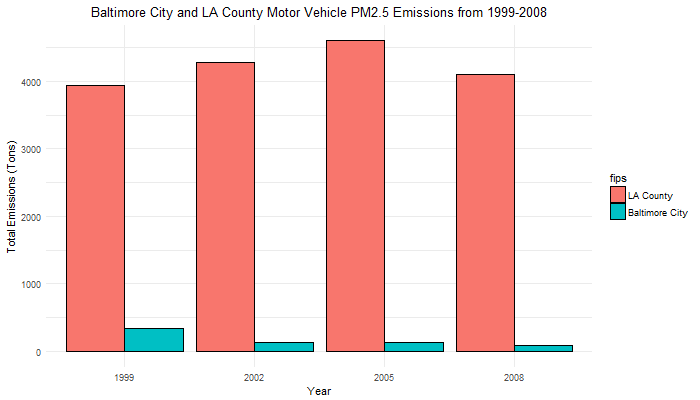 Baltimore City and LA County Motor Vehicle PM2.5 Emissions from 1999-2008
Total Emissions (Tons)
4000
3000
2000
1000
0
1999 2002 2005 2008
Year
fips
LA County
Baltimore City